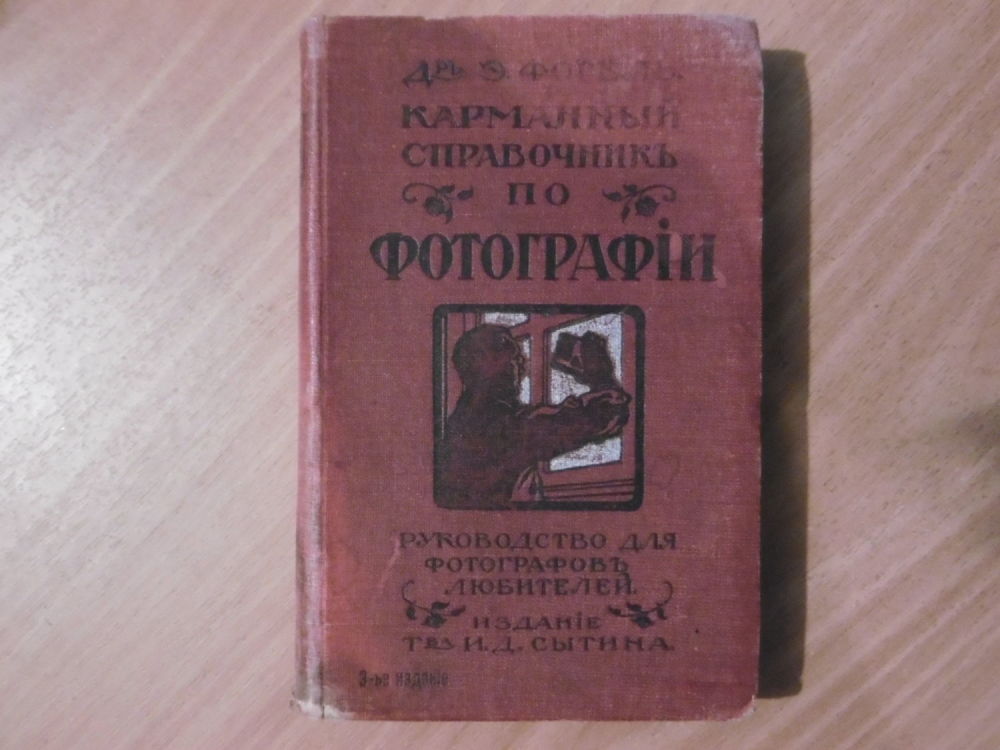 Дръ Э. ФОГЕЛЬ.
КАРМАННЫЙ
СПРАВОЧНИКЪ
ПО
ФОТОГРАФІИ
РУКОВОДСТВО ДЛЯ
ФОТОГРАФОВЪ
ЛЮБИТЕЛЕЙ.
ИЗДАНІЕ
Т-ва И. Д. СЫТИНА.
3-ье изданіе